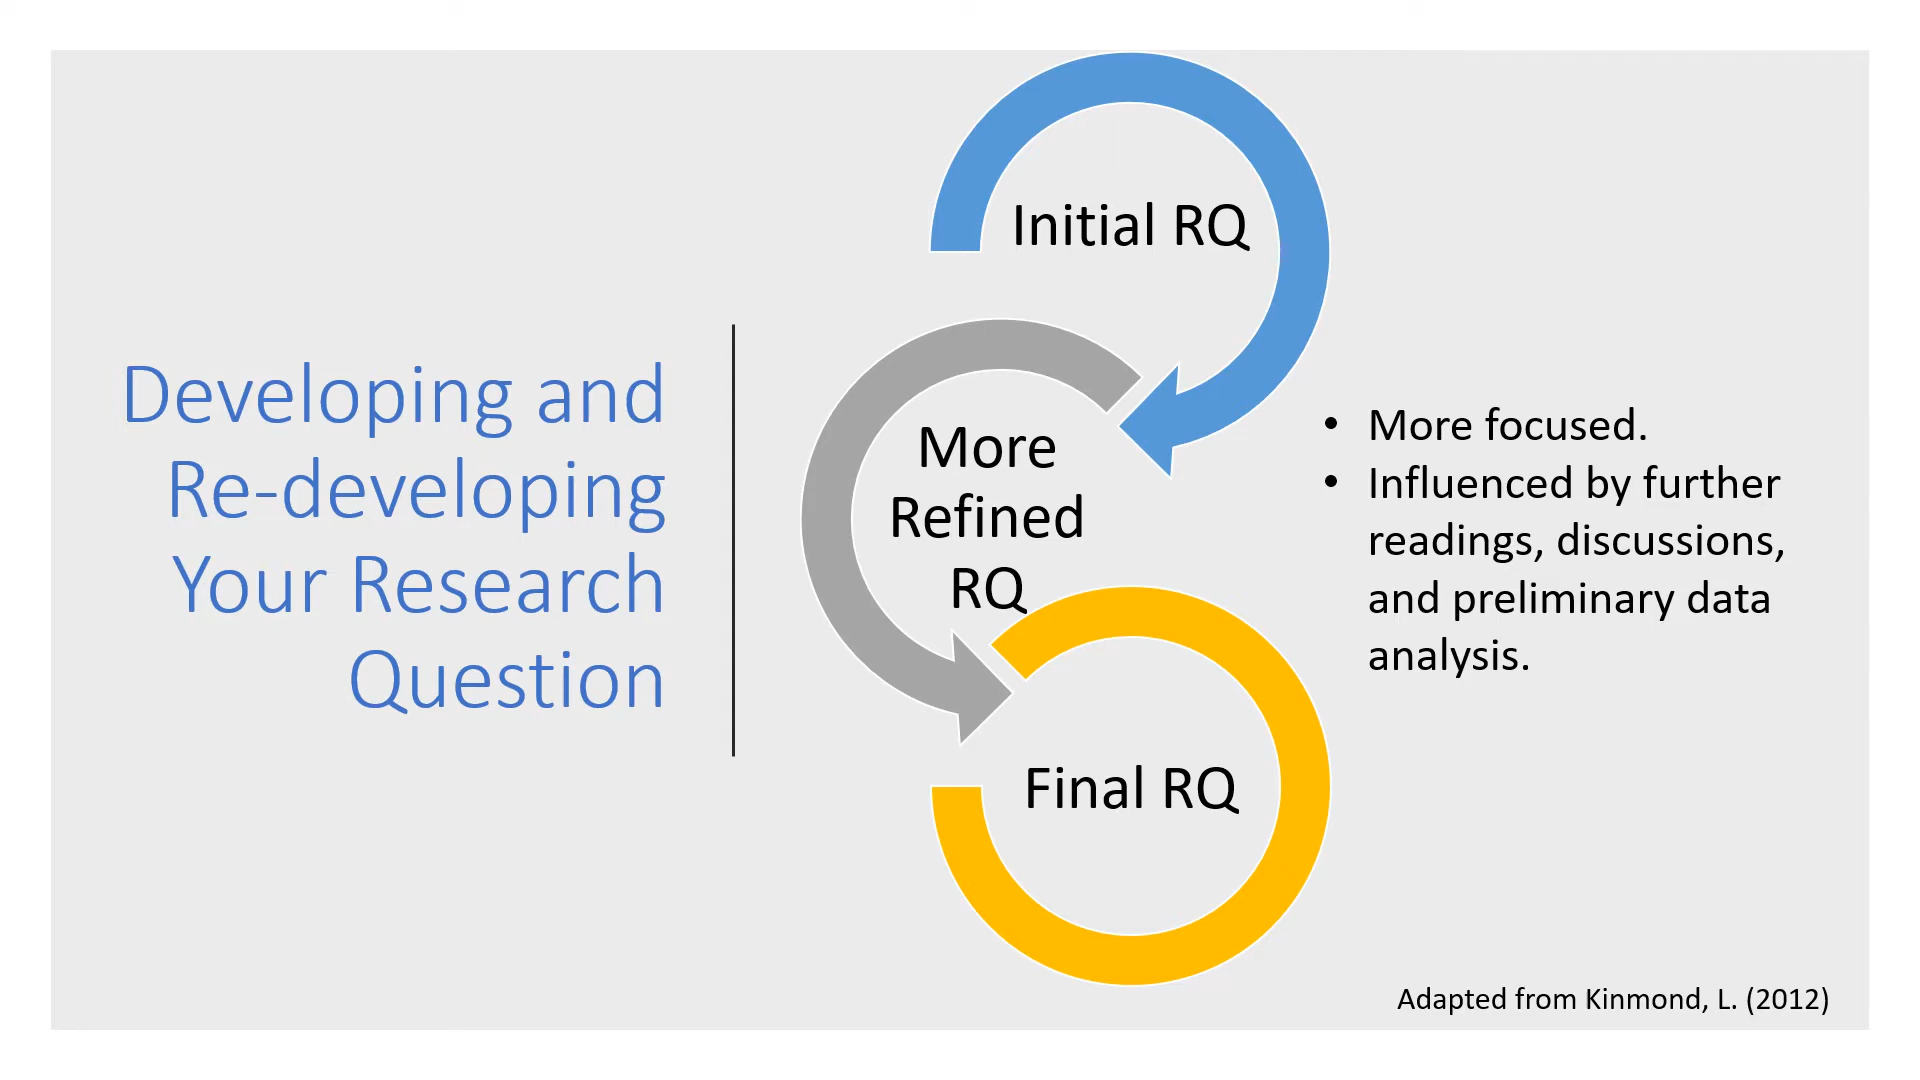 Developing and
Re-developing
Your Research
Question
Initial RQ
More
Refined
RQ
Final RQ
• More focused.
• Influenced by further
readings, discussions,
and preliminary data
analysis.
Adapted from Kinmond, L. (2012)